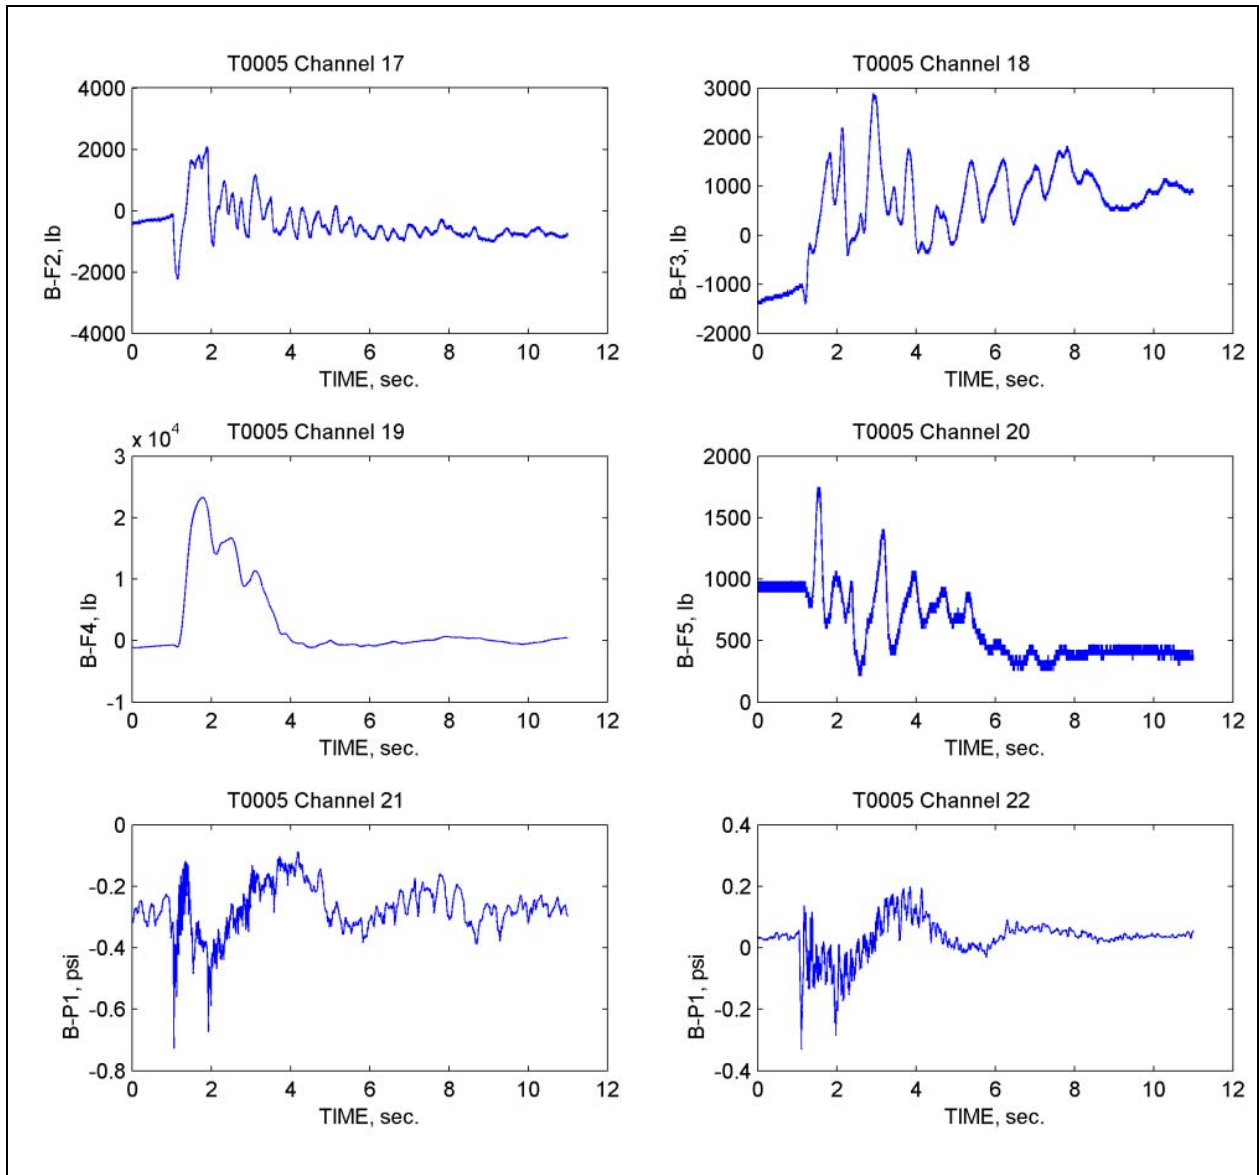 T0005 Channel 17
4000
2000
0
-2000
-4000
B-F2, lb
0 2 4 6 8 10 12
TIME, sec.
T0005 Channel 18
3000
2000
1000
0
-1000
-2000
B-F3, lb
0 2 4 6 8 10 12
TIME, sec.
T0005 Channel 19
x 10^4
3
2
1
0
-1
B-F4, lb
0 2 4 6 8 10 12
TIME, sec.
T0005 Channel 20
2000
1500
1000
500
0
B-F5, lb
0 2 4 6 8 10 12
TIME, sec.
T0005 Channel 21
0
-0.2
-0.4
-0.6
-0.8
B-P1, psi
0 2 4 6 8 10 12
TIME, sec.
T0005 Channel 22
0.4
0.2
0
-0.2
-0.4
B-P1, psi
0 2 4 6 8 10 12
TIME, sec.